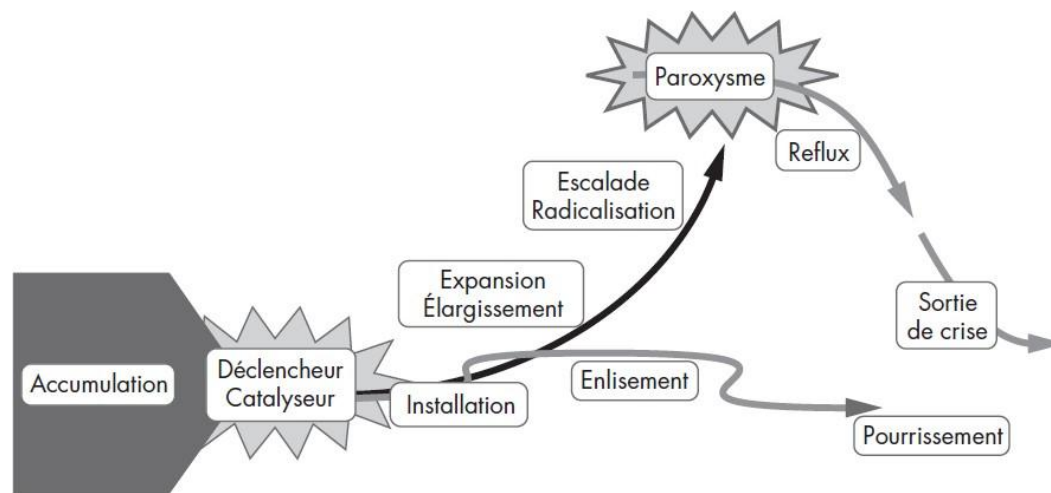 Paroxysme
Reflux
Escalade
Radicalisation
Expansion
Élargissement
Sortie
de crise
Accumulation
Déclencheur
Catalyseur
Installation
Enlisement
Pourrissement